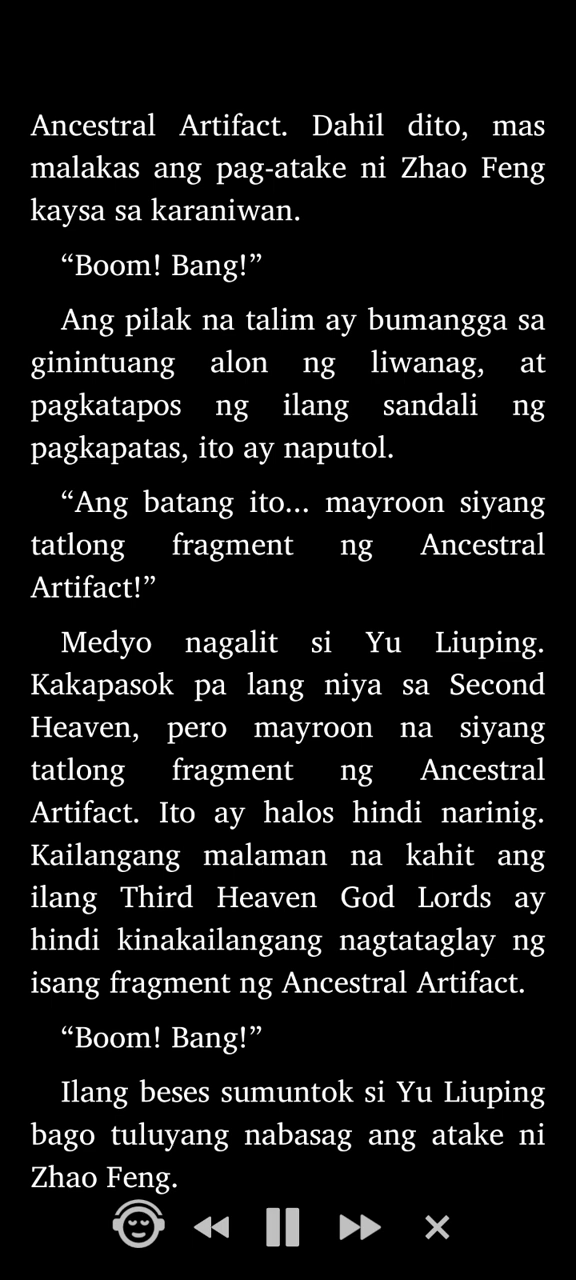 Ancestral Artifact. Dahil dito, mas
malakas ang pag-atake ni Zhao Feng
kaysa sa karaniwan.
“Boom! Bang!”
Ang pilak na talim ay bumangga sa
ginintuang alon ng liwanag, at
pagkatapos ng ilang sandali ng
pagkapatas, ito ay naputol.
“Ang batang ito... mayroon siyang
tatlong fragment ng Ancestral
Artifact!”
Medyo nagalit si Yu Liuping.
Kakapasok pa lang niya sa Second
Heaven, pero mayroon na siyang
tatlong fragment ng Ancestral
Artifact. Ito ay halos hindi narinig.
Kailangang malaman na kahit ang
ilang Third Heaven God Lords ay
hindi kinakailangang nagtataglay ng
isang fragment ng Ancestral Artifact.
“Boom! Bang!”
Ilang beses sumuntok si Yu Liuping
bago tuluyang nabasag ang atake ni
Zhao Feng.